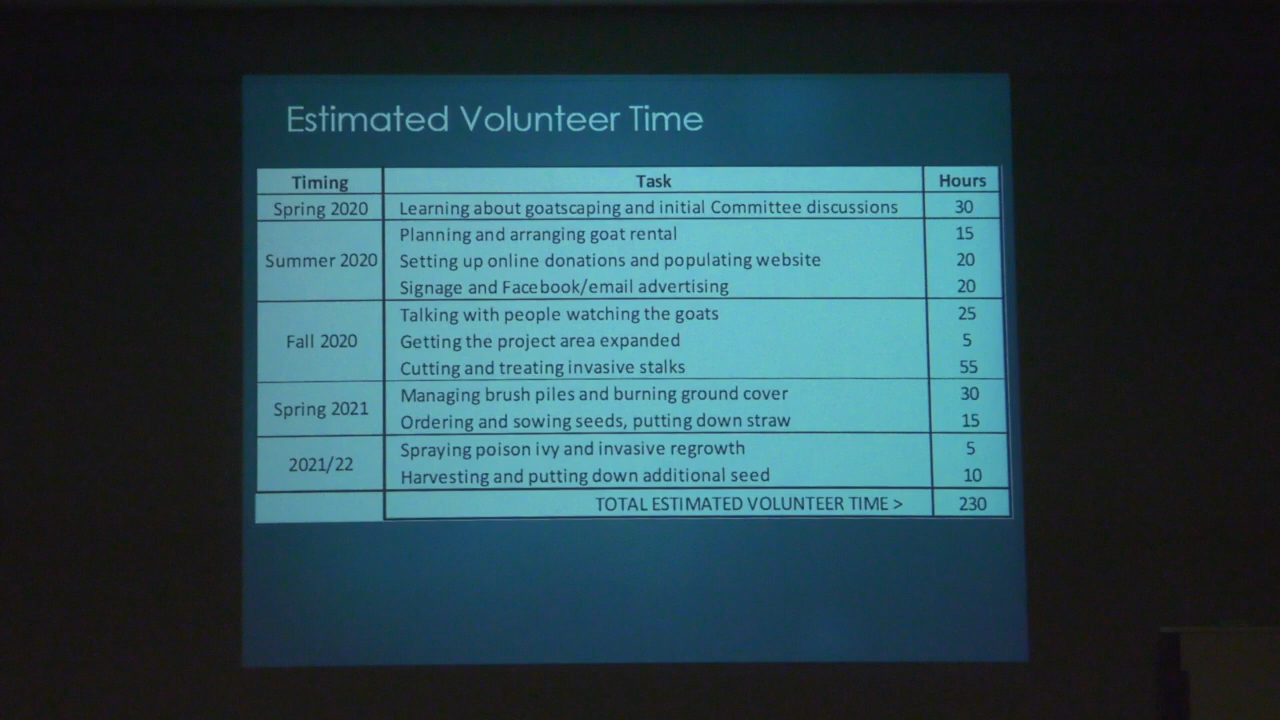 Estimated Volunteer Time
Timing Task Hours
Spring 2020 Learning about goatscaping and initial Committee discussions 30
Planning and arranging goat rental 15
Summer 2020 Setting up online donations and populating website 20
Signage and Facebook/email advertising 20
Talking with people watching the goats 25
Fall 2020 Getting the project area expanded 5
Cutting and treating invasive stalks 55
Managing brush piles and burning ground cover 30
Spring 2021
Ordering and sowing seeds, putting down straw 15
Spraying poison ivy and invasive regrowth 5
2021/22
Harvesting and putting down additional seed 10
TOTAL ESTIMATED VOLUNTEER TIME > 230